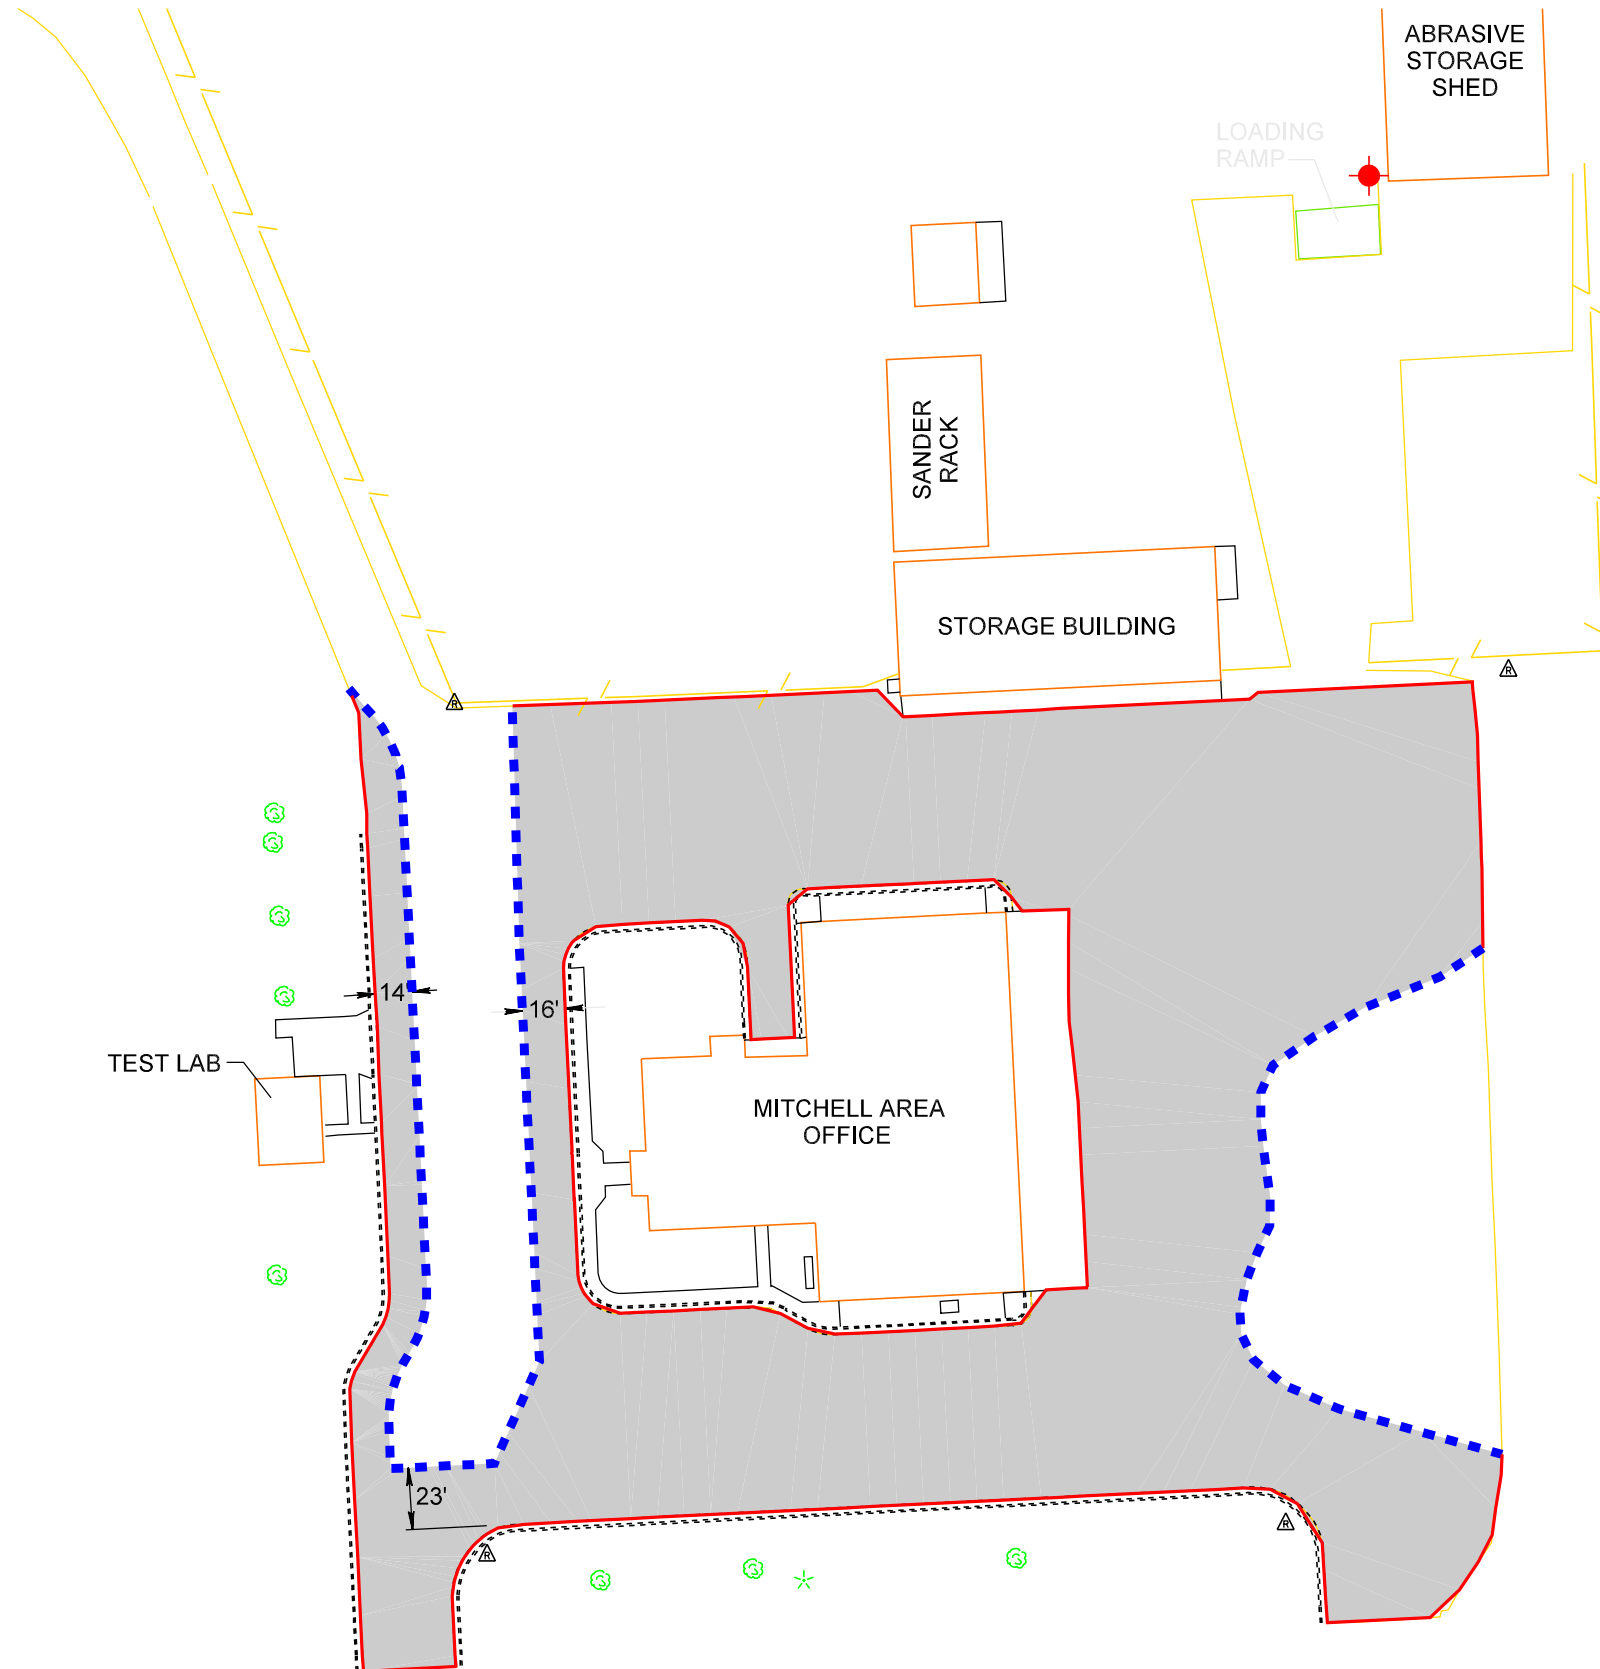 ABRASIVE
STORAGE
SHED
LOADING
RAMP
SANDER
RACK
STORAGE BUILDING
14'
16'
TEST LAB
MITCHELL AREA
OFFICE
23'
R
R
R
R